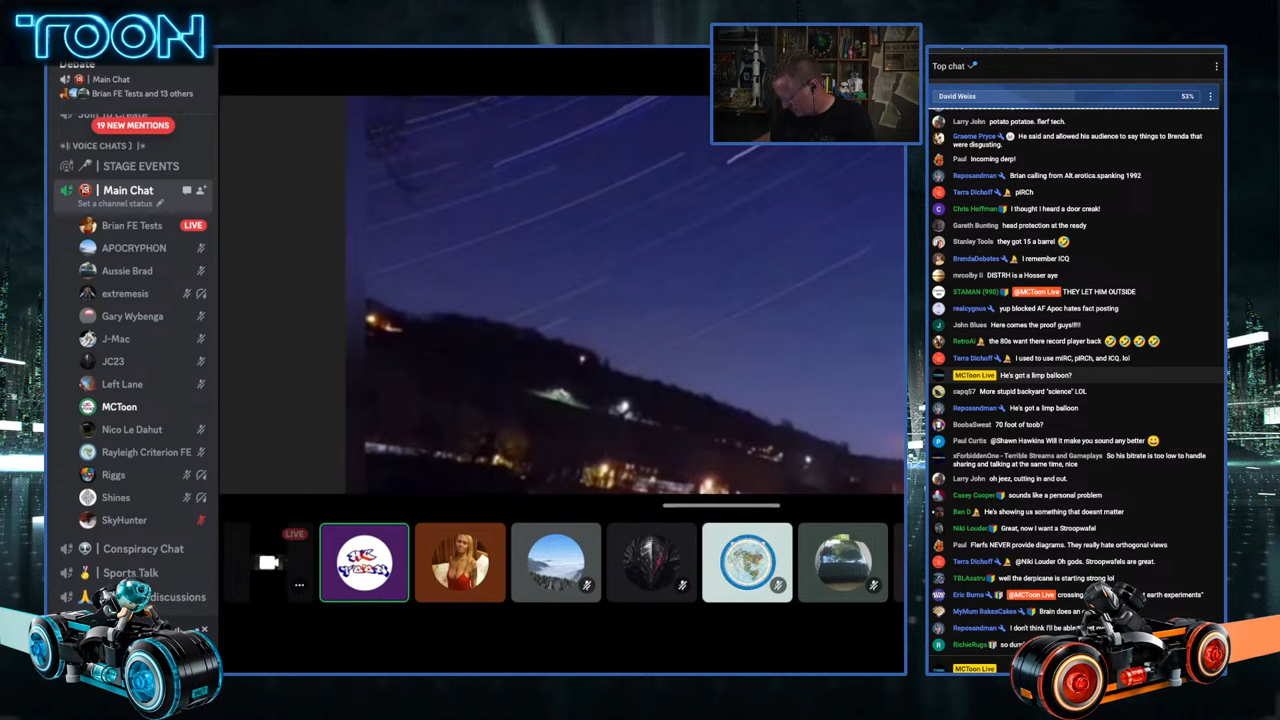 TOON
Debate
Main Chat
Brian FE Tests and 13 others
Join To Create
19 NEW MENTIONS
VOICE CHATS
STAGE EVENTS
Main Chat
Set a channel status
Brian FE Tests LIVE
APOCRYPHON
Aussie Brad
extremesis
Gary Wybenga
J-Mac
JC23
Left Lane
MCToon
Nico Le Dahut
Rayleigh Criterion FE
Riggs
Shines
SkyHunter
Conspiracy Chat
Sports Talk
discussions
LIVE
Top chat
David Weiss 53%
Larry John potato potatoe. flerf tech.
Graeme Pryce He said and allowed his audience to say things to Brenda that
were disgusting.
Paul Incoming derp!
Reposandman Brian calling from Alt.erotica.spanking 1992
Terra Dichoff pIRCh
Chris Hoffman I thought I heard a door creak!
Gareth Bunting head protection at the ready
Stanley Tools they got 15 a barrel
BrendaDebates I remember ICQ
mrcolby II DISTRH is a Hosser aye
STAMAN (990) @MCToon Live THEY LET HIM OUTSIDE
realcygnus yup blocked AF Apoc hates fact posting
John Blues Here comes the proof guys!!!!!
RetroAi the 80s want there record player back
Terra Dichoff I used to use mIRC, pIRCh, and ICQ. lol
MCToon Live He's got a limp balloon?
capq57 More stupid backyard "science" LOL
Reposandman He's got a limp balloon
BoobaSweat 70 foot of toob?
Paul Curtis @Shawn Hawkins Will it make you sound any better
xForbiddenOne - Terrible Streams and Gameplays So his bitrate is too low to handle
sharing and talking at the same time, nice
Larry John oh jeez, cutting in and out.
Casey Cooper sounds like a personal problem
Ben D He's showing us something that doesnt matter
Niki Louder Great, now I want a Stroopwafel
Paul Flerfs NEVER provide diagrams. They really hate orthogonal views
Terra Dichoff @Niki Louder Oh gods. Stroopwafels are great.
TBLAsatru well the derpicane is starting strong lol
Eric Burns @MCToon Live crossing earth experiments"
MyMum BakesCakes Brain does an
Reposandman I don't think I'll be able
RichieRugs so dum
MCToon Live